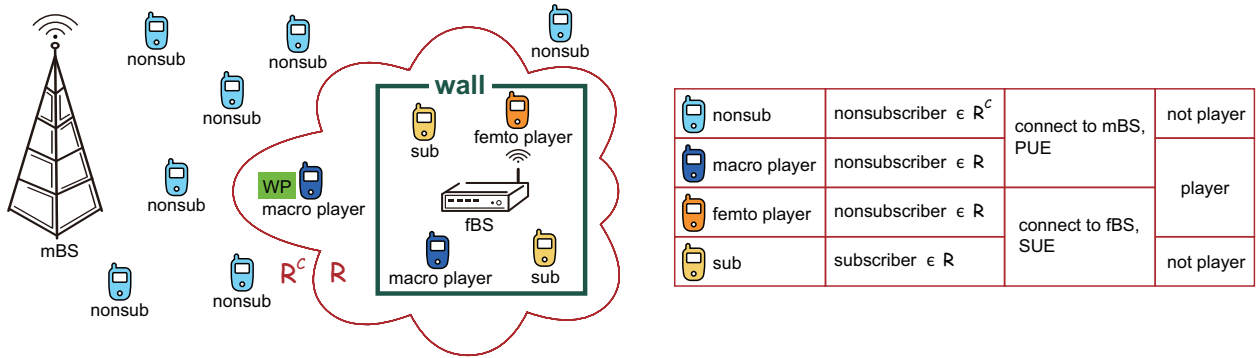 nonsub
nonsub
nonsub
nonsub
wall
sub
femto player
WP
macro player
nonsub
fBS
mBS
macro player
sub
R^C R
nonsub
nonsub
nonsub nonsubscriber ϵ R^C connect to mBS, PUE not player
macro player nonsubscriber ϵ R player
femto player nonsubscriber ϵ R connect to fBS, SUE
sub subscriber ϵ R not player